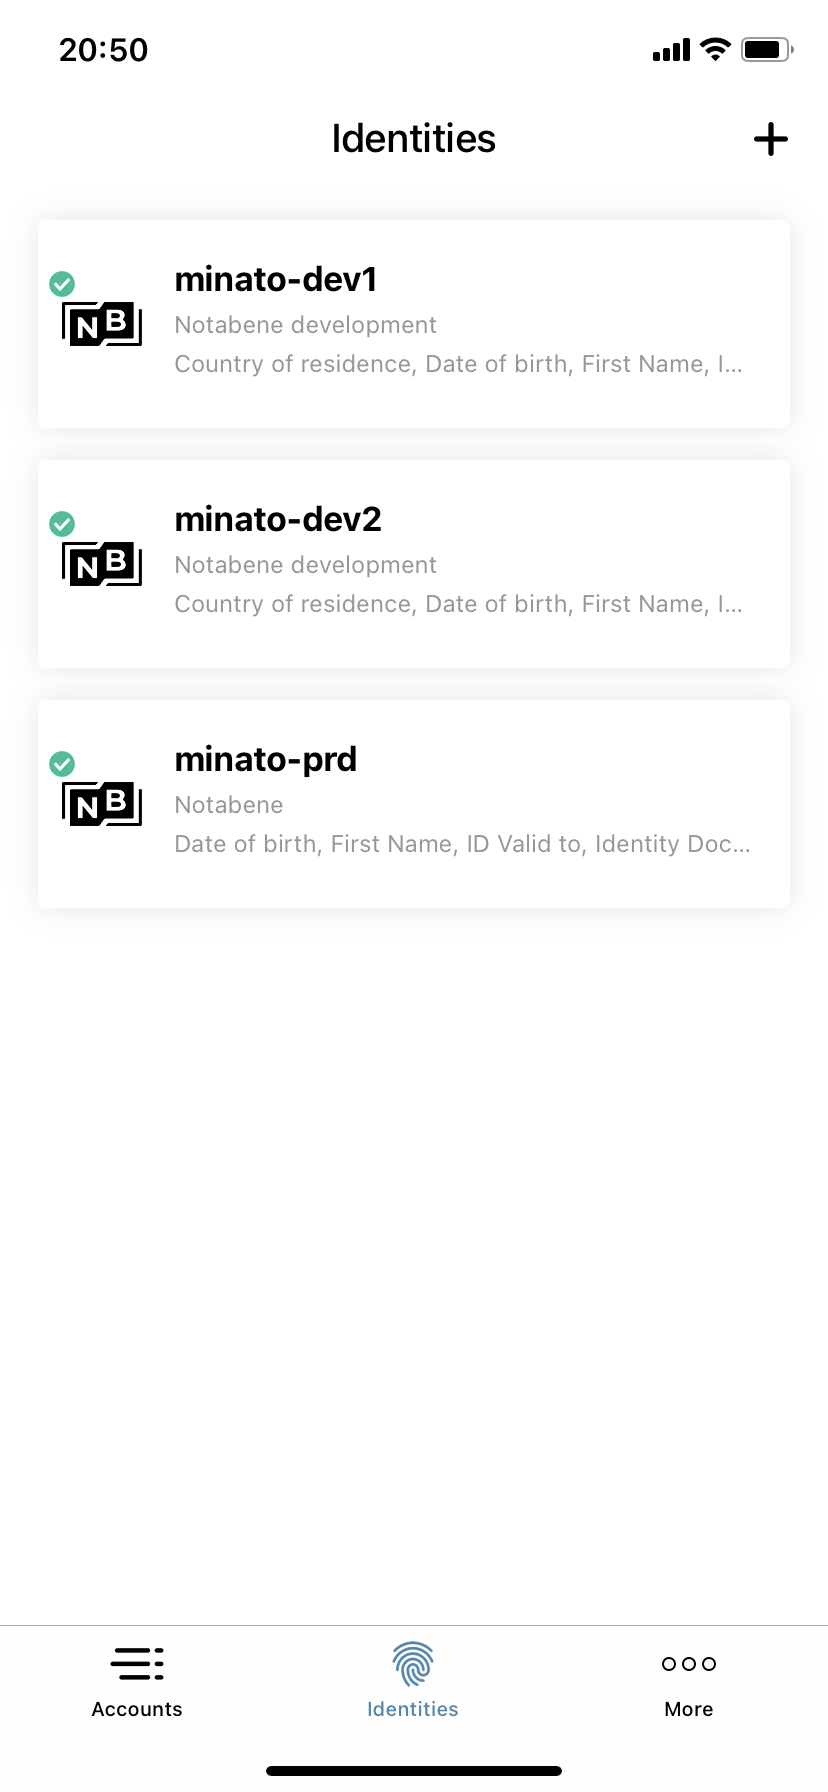 20:50
Identities
minato-dev1
NB
Notabene development
Country of residence, Date of birth, First Name, I...
minato-dev2
NB
Notabene development
Country of residence, Date of birth, First Name, I...
minato-prd
NB
Notabene
Date of birth, First Name, ID Valid to, Identity Doc...
Accounts
Identities
More